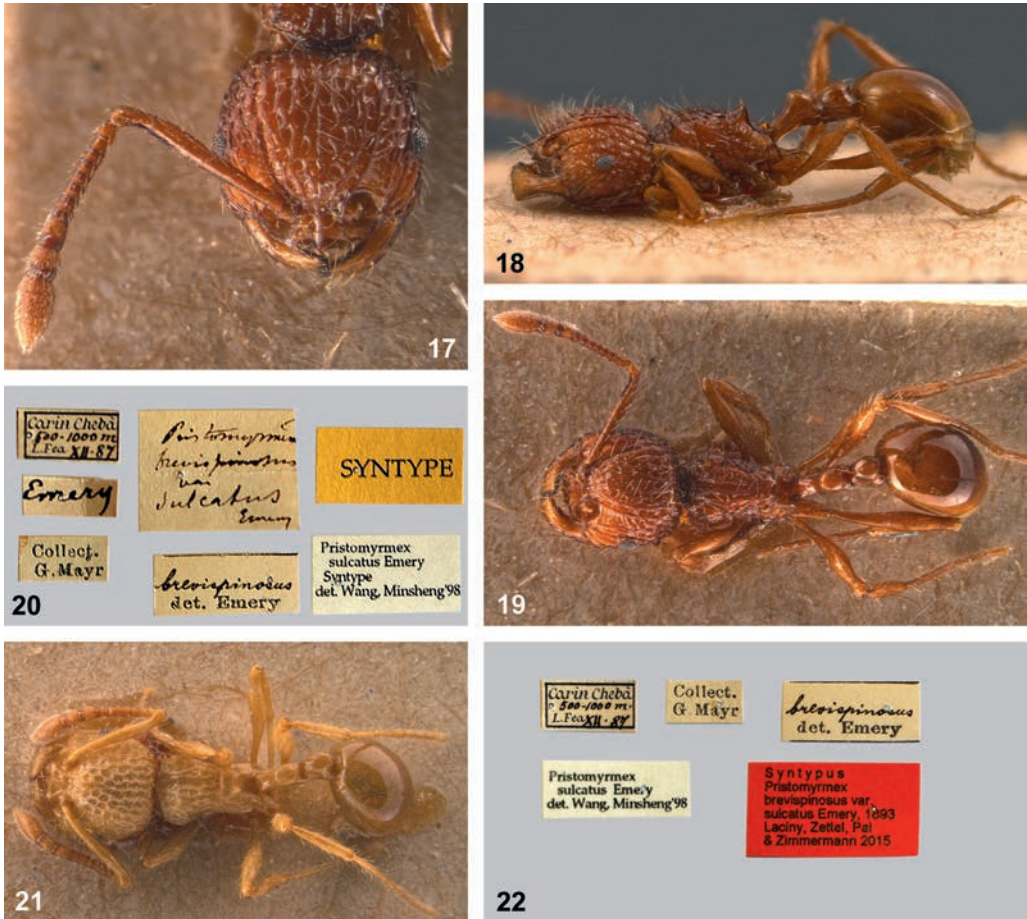 17
18
Carin Chebà
500-1000 m
L. Fea XII-87
Pristomyrmex
brevispinosus
var
sulcatus
Emery
SYNTYPE
Emery
Collect.
G. Mayr
brevispinosus
det. Emery
Pristomyrmex
sulcatus Emery
Syntype
det. Wang, Minsheng'98
20
19
21
Carin Chebà
500-1000 m.
L. Fea XII-87
Collect.
G. Mayr
brevispinosus
det. Emery
Pristomyrmex
sulcatus Emery
det. Wang, Minsheng'98
Syntypus
Pristomyrmex
brevispinosus var.
sulcatus Emery, 1893
Laciny, Zettel, Pal
& Zimmermann 2015
22